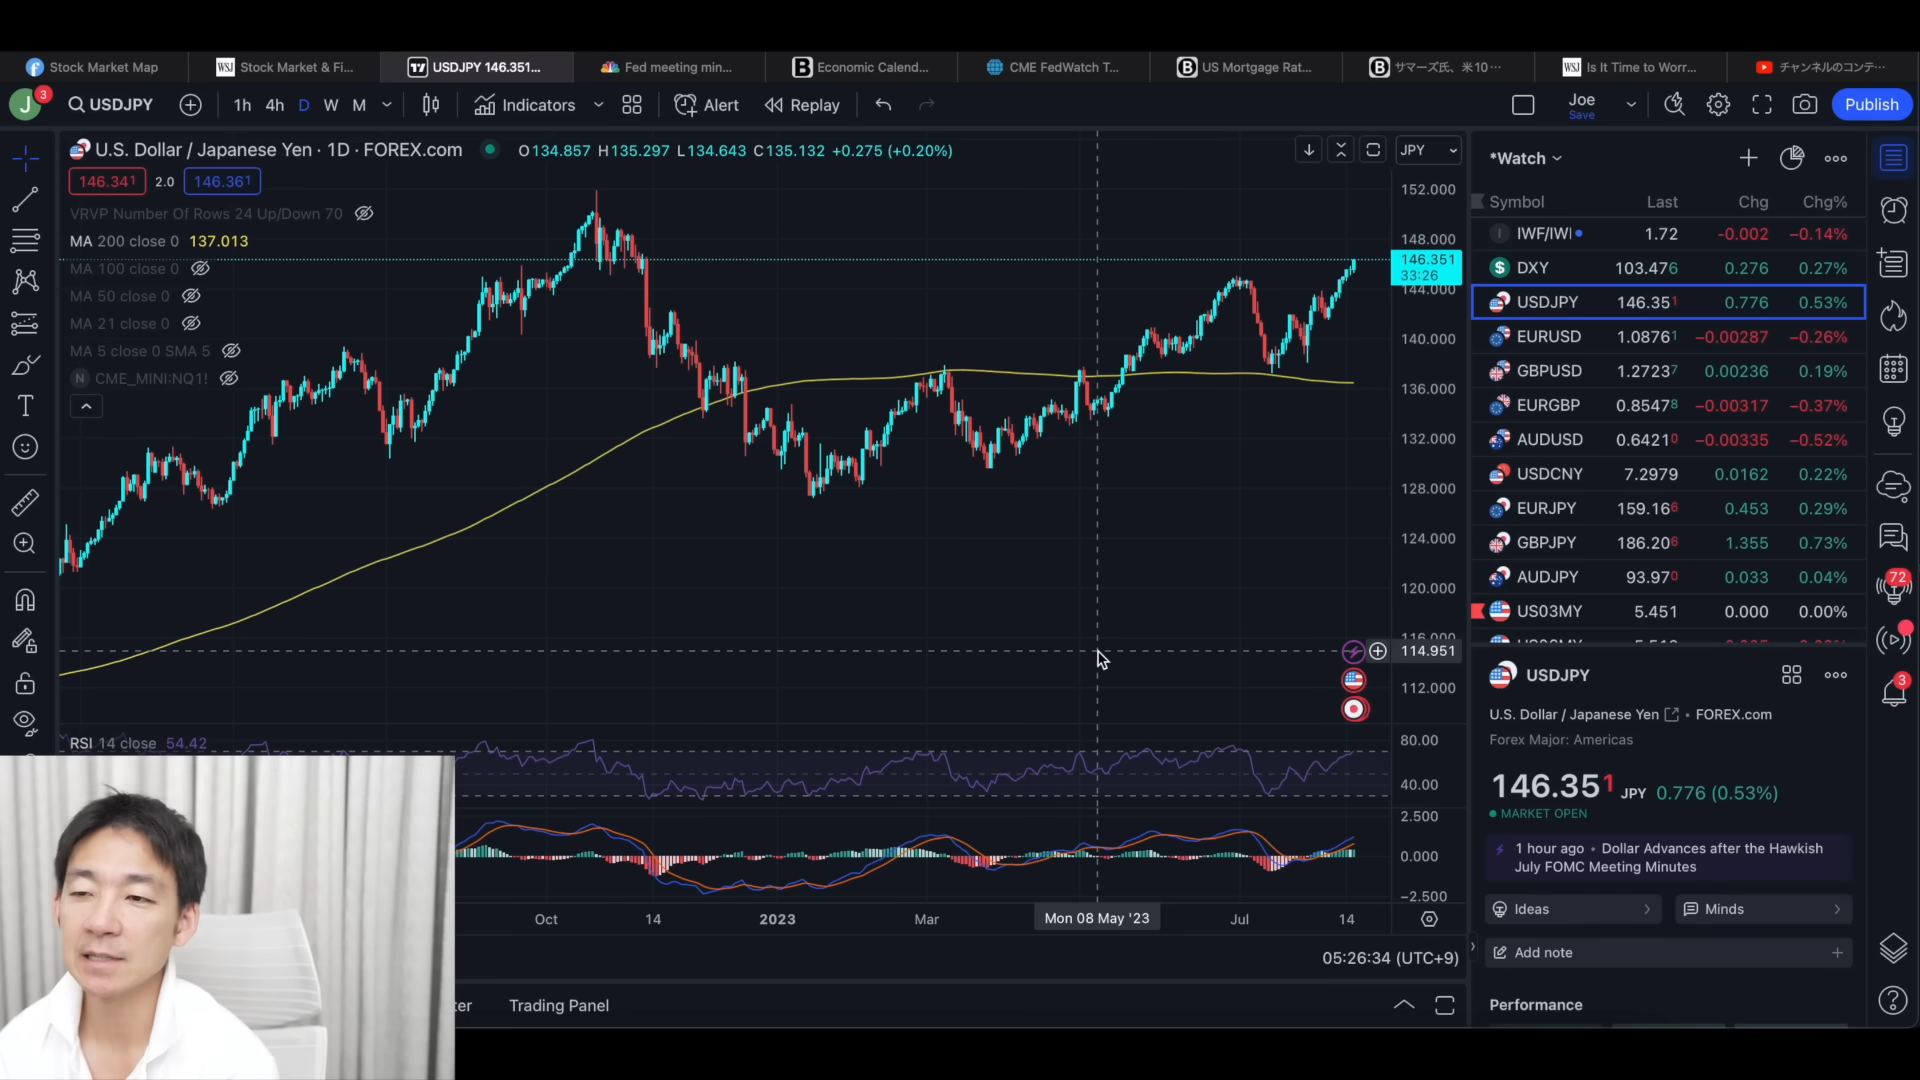 Stock Market Map
WSJ Stock Market & Fi...
USDJPY 146.351...
Fed meeting min...
B Economic Calend...
CME FedWatch T...
B US Mortgage Rat...
B サマーズ氏、米10…
WSJ Is It Time to Worr...
チャンネルのコンテ…
J 3
USDJPY
1h 4h D W M
Indicators
Alert
Replay
Joe
Save
Publish
U.S. Dollar / Japanese Yen · 1D · FOREX.com
O134.857 H135.297 L134.643 C135.132 +0.275 (+0.20%)
JPY
146.341 2.0 146.361
VRVP Number Of Rows 24 Up/Down 70
MA 200 close 0 137.013
MA 100 close 0
MA 50 close 0
MA 21 close 0
MA 5 close 0 SMA 5
N CME_MINI:NQ1!
152.000
148.000
146.351
33:26
144.000
140.000
136.000
132.000
128.000
124.000
120.000
116.000
114.951
112.000
RSI 14 close 54.42
80.00
40.00
2.500
0.000
−2.500
Oct 14 2023 Mar Mon 08 May '23 Jul 14
05:26:34 (UTC+9)
ter Trading Panel
*Watch
Symbol Last Chg Chg%
IWF/IWI 1.72 −0.002 −0.14%
DXY 103.476 0.276 0.27%
USDJPY 146.351 0.776 0.53%
EURUSD 1.08761 −0.00287 −0.26%
GBPUSD 1.27237 0.00236 0.19%
EURGBP 0.85478 −0.00317 −0.37%
AUDUSD 0.64210 −0.00335 −0.52%
USDCNY 7.2979 0.0162 0.22%
EURJPY 159.166 0.453 0.29%
GBPJPY 186.206 1.355 0.73%
AUDJPY 93.970 0.033 0.04%
US03MY 5.451 0.000 0.00%
USDJPY
U.S. Dollar / Japanese Yen • FOREX.com
Forex Major: Americas
146.351 JPY 0.776 (0.53%)
MARKET OPEN
1 hour ago • Dollar Advances after the Hawkish
July FOMC Meeting Minutes
Ideas
Minds
Add note
Performance
72
3